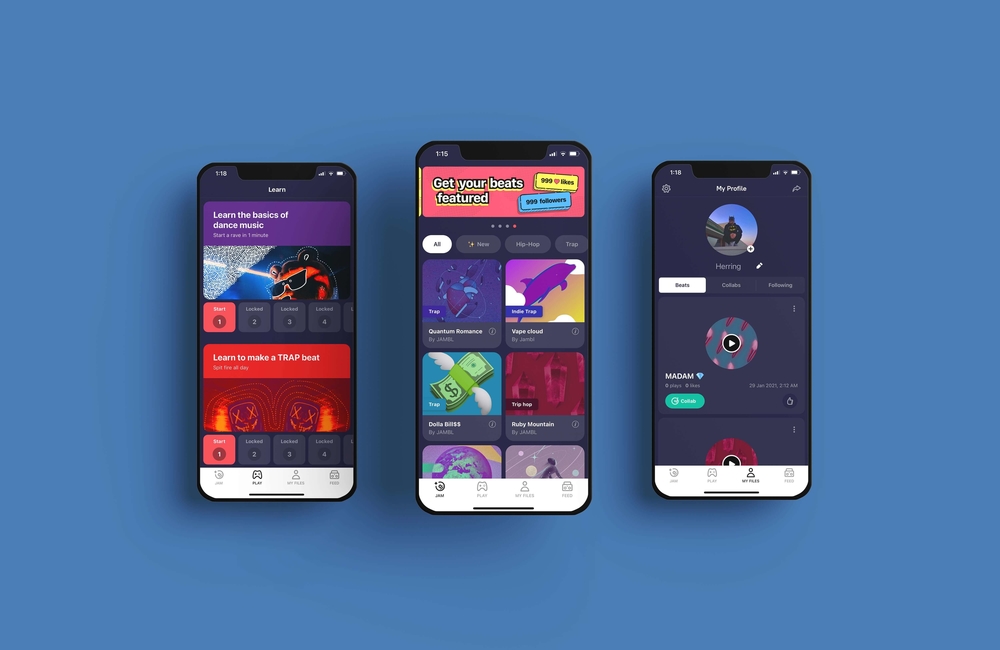 1:18
Learn
Learn the basics of
dance music
Start a rave in 1 minute
Start
1
Locked
2
Locked
3
Locked
4
L
Learn to make a TRAP beat
Spit fire all day
Start
1
Locked
2
Locked
3
Locked
4
L
JAM
PLAY
MY FILES
FEED
1:15
Get your beats
featured
999 likes
999 followers
All
New
Hip-Hop
Trap
Trap
Quantum Romance
By JAMBL
Indie Trap
Vape cloud
By Jambl
Trap
Dolla Bill$$
By JAMBL
Trip hop
Ruby Mountain
By JAMBL
JAM
PLAY
MY FILES
FEED
1:18
My Profile
Herring
Beats
Collabs
Following
MADAM
0 plays 0 likes
29 Jan 2021, 2:12 AM
Collab
JAM
PLAY
MY FILES
FEED